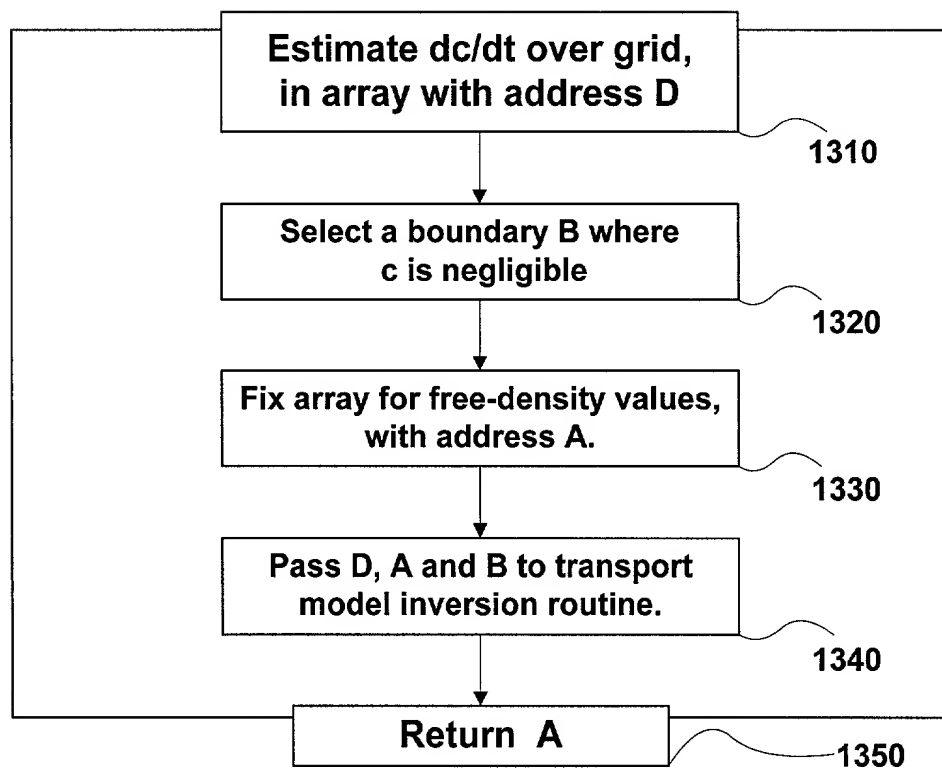 Estimate dc/dt over grid,
in array with address D
1310
Select a boundary B where
c is negligible
1320
Fix array for free-density values,
with address A.
1330
Pass D, A and B to transport
model inversion routine.
1340
Return A
1350